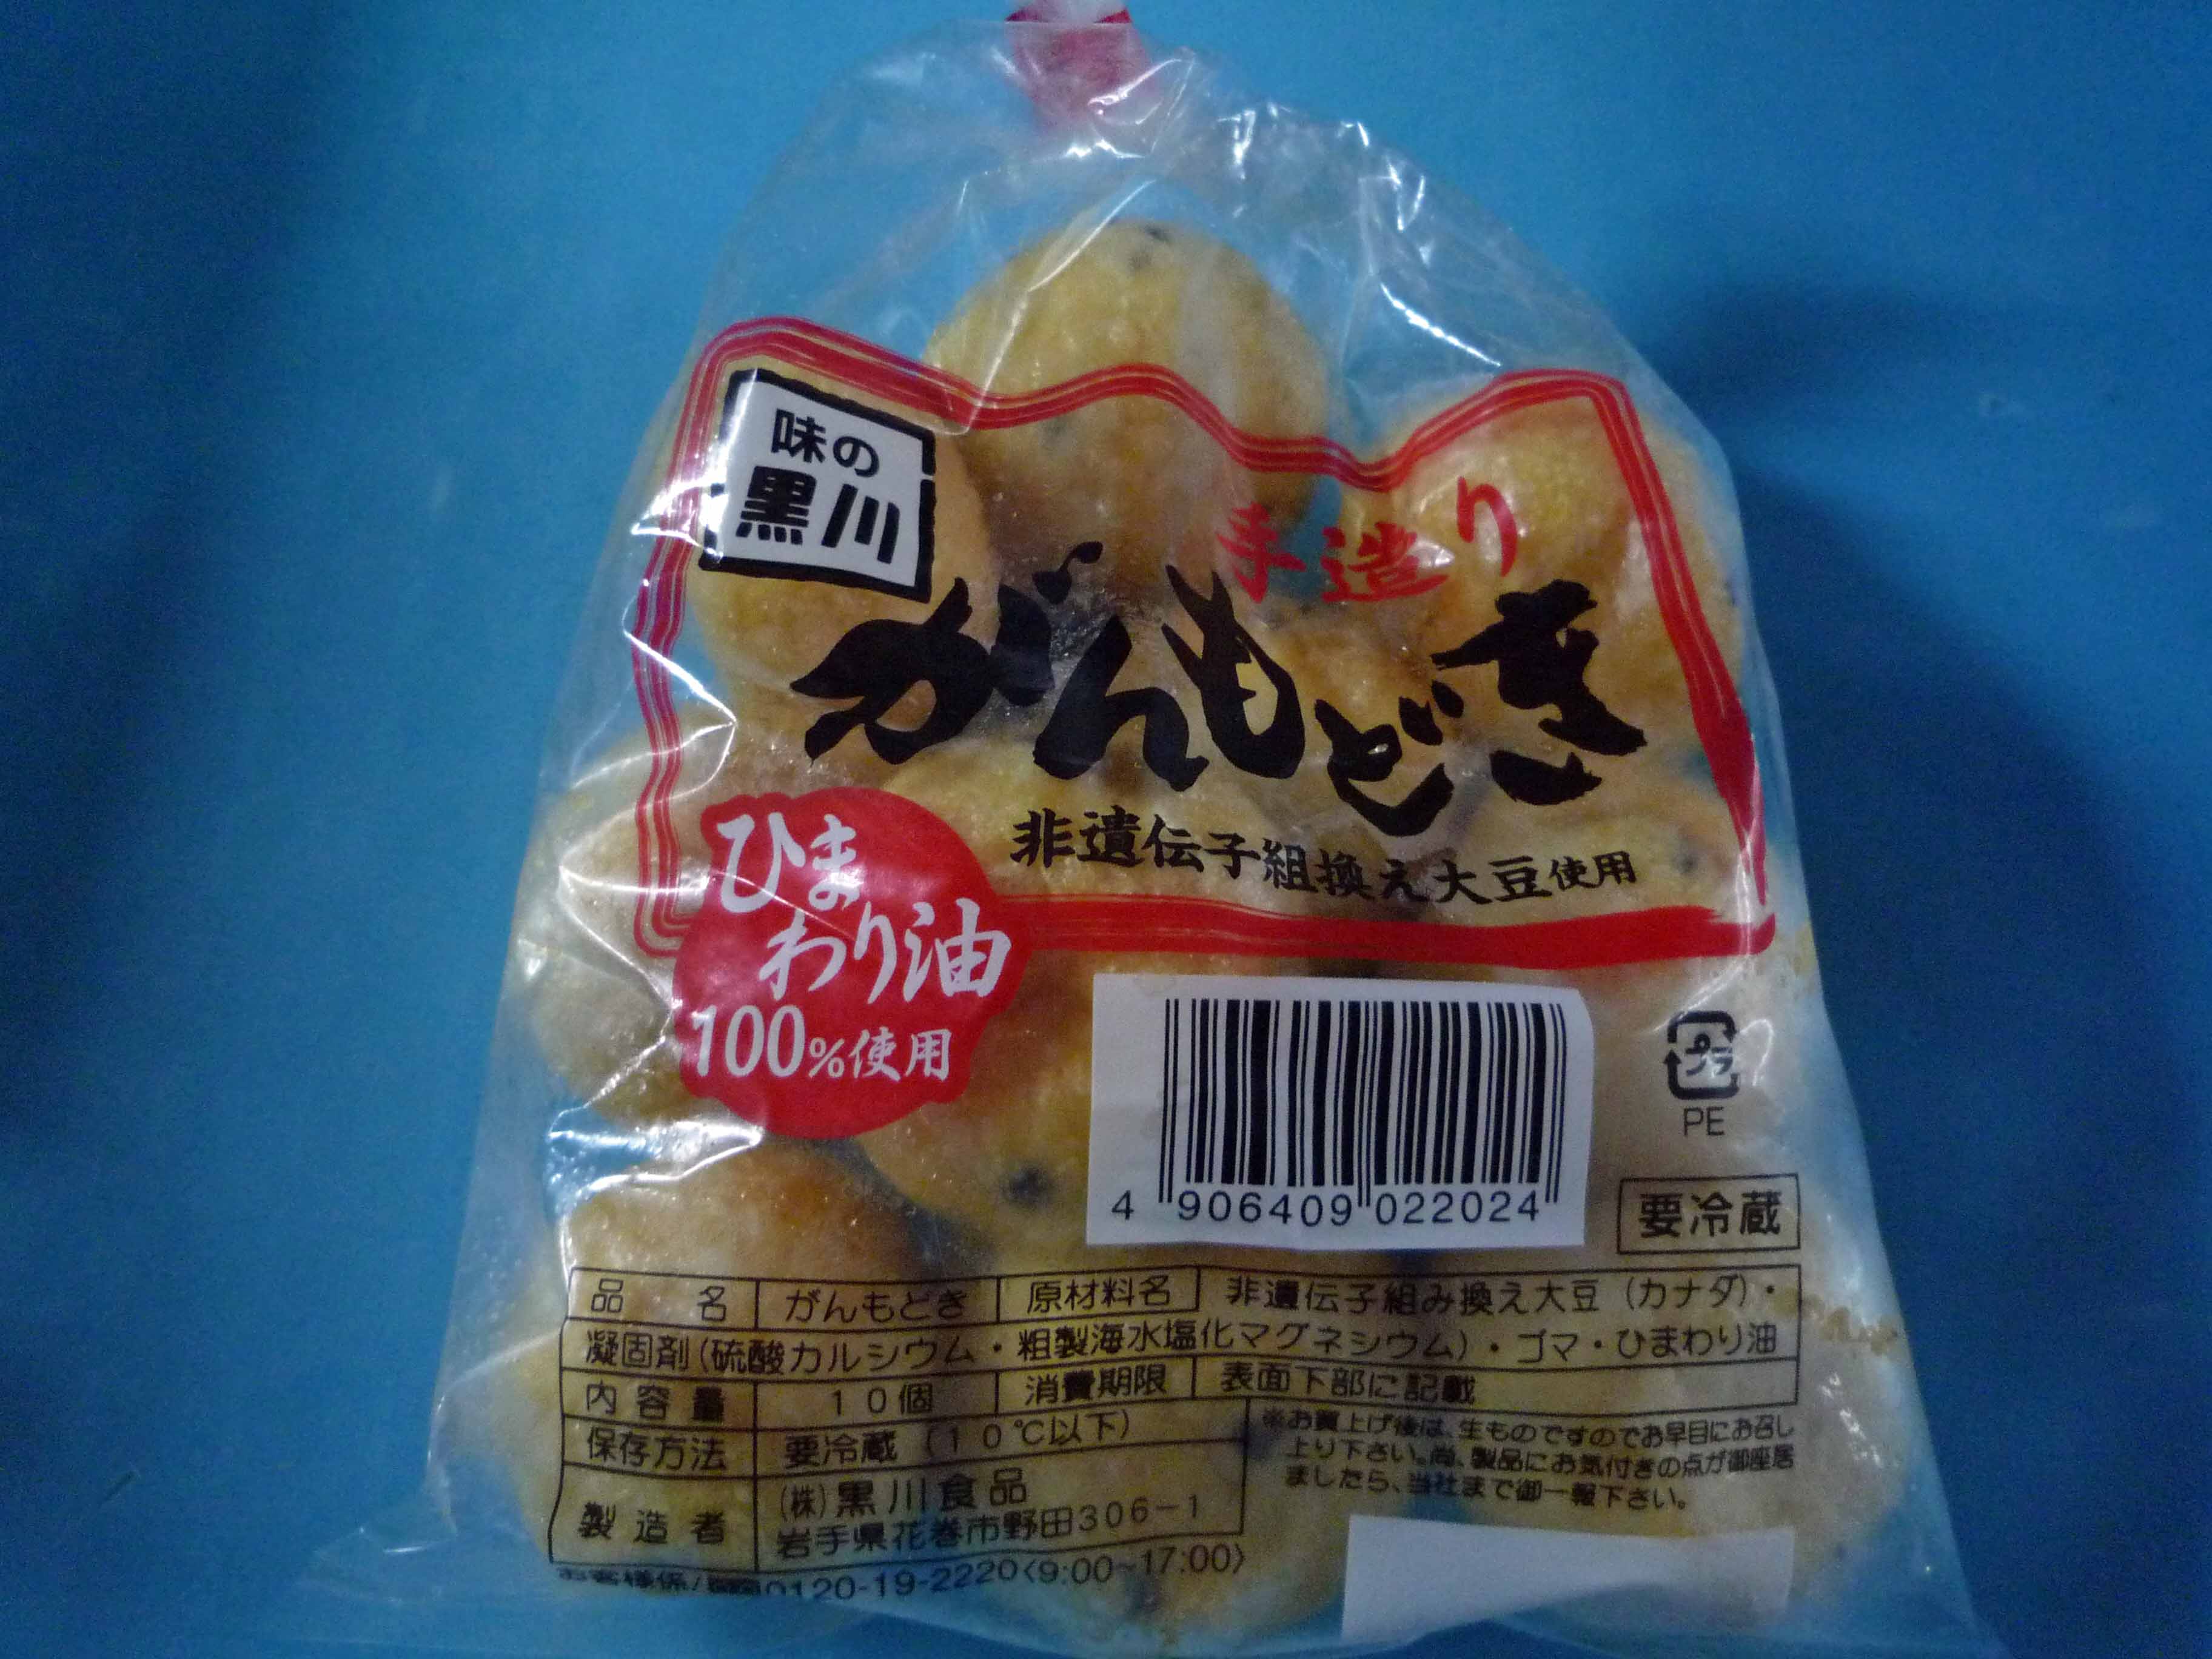 味の
黒川
手造り
がんもどき
非遺伝子組換え大豆使用
ひま
わり油
100%使用
プラ
PE
4 906409 022024
要冷蔵
品名 がんもどき 原材料名 非遺伝子組み換え大豆(カナダ)・
凝固剤(硫酸カルシウム・粗製海水塩化マグネシウム)・ゴマ・ひまわり油
内容量 10個 消費期限 表面下部に記載
保存方法 要冷蔵(10℃以下)
製造者 (株)黒川食品
岩手県花巻市野田306-1
※お買上げ後は、生ものですのでお早目にお召し
上り下さい。尚、製品にお気付きの点が御座居
ましたら、当社まで御一報下さい。
お客様係/0120-19-2220〈9:00~17:00〉